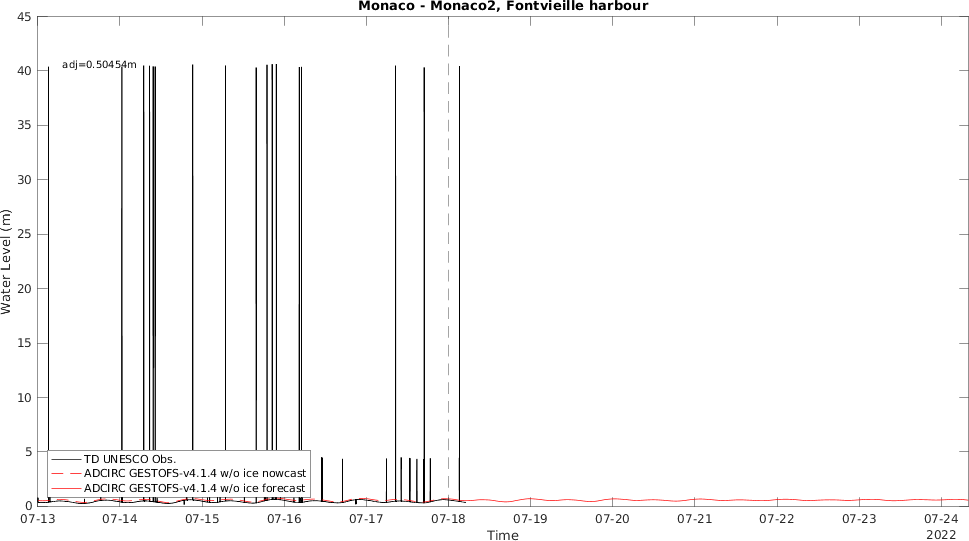 Monaco - Monaco2, Fontvieille harbour
45
40
35
30
25
20
15
10
5
0
Water Level (m)
adj=0.50454m
TD UNESCO Obs.
ADCIRC GESTOFS-v4.1.4 w/o ice nowcast
ADCIRC GESTOFS-v4.1.4 w/o ice forecast
07-13 07-14 07-15 07-16 07-17 07-18 07-19 07-20 07-21 07-22 07-23 07-24
Time
2022